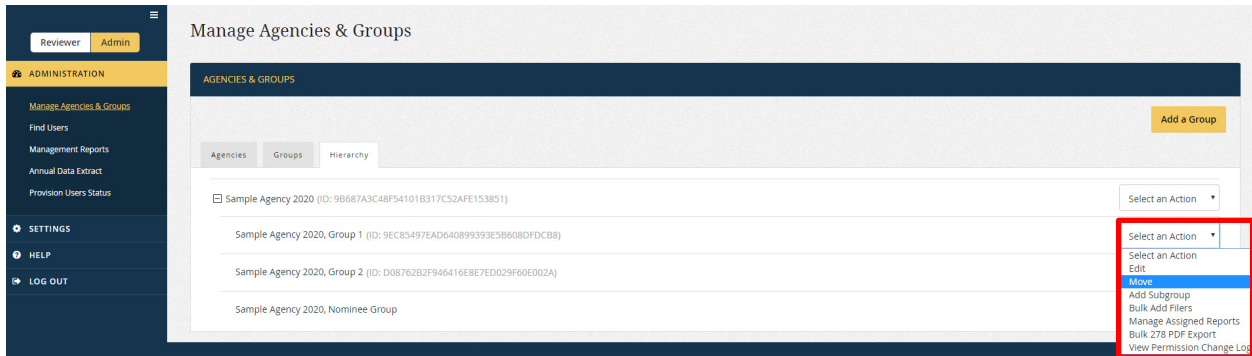 Reviewer Admin
ADMINISTRATION
Manage Agencies & Groups
Find Users
Management Reports
Annual Data Extract
Provision Users Status
SETTINGS
HELP
LOG OUT
Manage Agencies & Groups
AGENCIES & GROUPS
Add a Group
Agencies Groups Hierarchy
Sample Agency 2020 (ID: 9B687A3C48F54101B317C52AFE153851)
Select an Action
Sample Agency 2020, Group 1 (ID: 9EC85497EAD640899393E5B608DFDCB8)
Select an Action
Sample Agency 2020, Group 2 (ID: D08762B2F946416E8E7ED029F60E002A)
Sample Agency 2020, Nominee Group
Select an Action
Edit
Move
Add Subgroup
Bulk Add Filers
Manage Assigned Reports
Bulk 278 PDF Export
View Permission Change Log